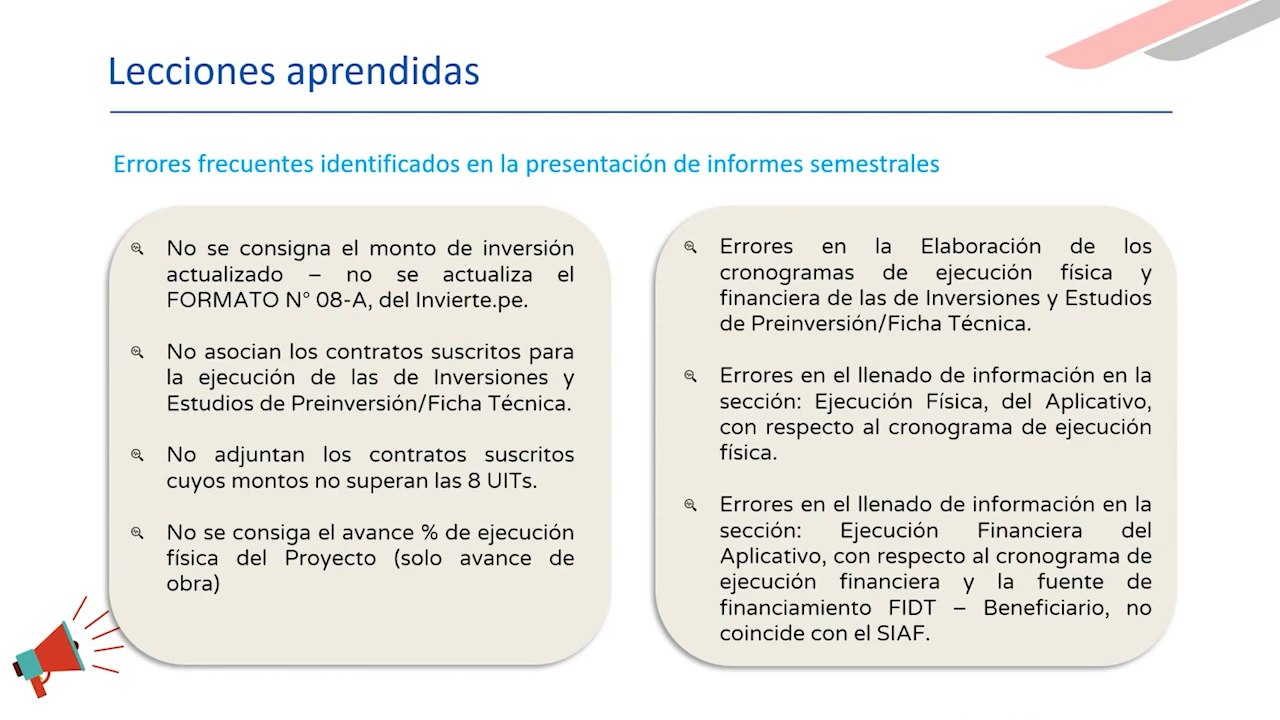 Lecciones aprendidas
Errores frecuentes identificados en la presentación de informes semestrales
No se consigna el monto de inversión
actualizado – no se actualiza el
FORMATO N° 08-A, del Invierte.pe.
No asocian los contratos suscritos para
la ejecución de las de Inversiones y
Estudios de Preinversión/Ficha Técnica.
No adjuntan los contratos suscritos
cuyos montos no superan las 8 UITs.
No se consiga el avance % de ejecución
física del Proyecto (solo avance de
obra)
Errores en la Elaboración de los
cronogramas de ejecución física y
financiera de las de Inversiones y Estudios
de Preinversión/Ficha Técnica.
Errores en el llenado de información en la
sección: Ejecución Física, del Aplicativo,
con respecto al cronograma de ejecución
física.
Errores en el llenado de información en la
sección: Ejecución Financiera del
Aplicativo, con respecto al cronograma de
ejecución financiera y la fuente de
financiamiento FIDT – Beneficiario, no
coincide con el SIAF.